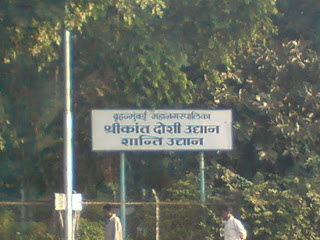 बृहन्मुंबई महानगरपालिका
श्रीकांत दोशी उद्यान
शान्ति उद्यान